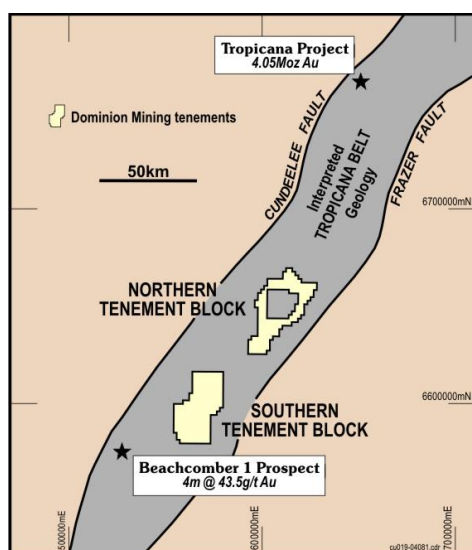 Tropicana Project
4.05Moz Au
Dominion Mining tenements
50km
CUNDEELEE FAULT
FRAZER FAULT
Interpreted
TROPICANA BELT
Geology
6700000mN
NORTHERN
TENEMENT BLOCK
6600000mN
SOUTHERN
TENEMENT BLOCK
Beachcomber 1 Prospect
4m @ 43.5g/t Au
500000mE
600000mE
700000mE
cu019-04081.cdr